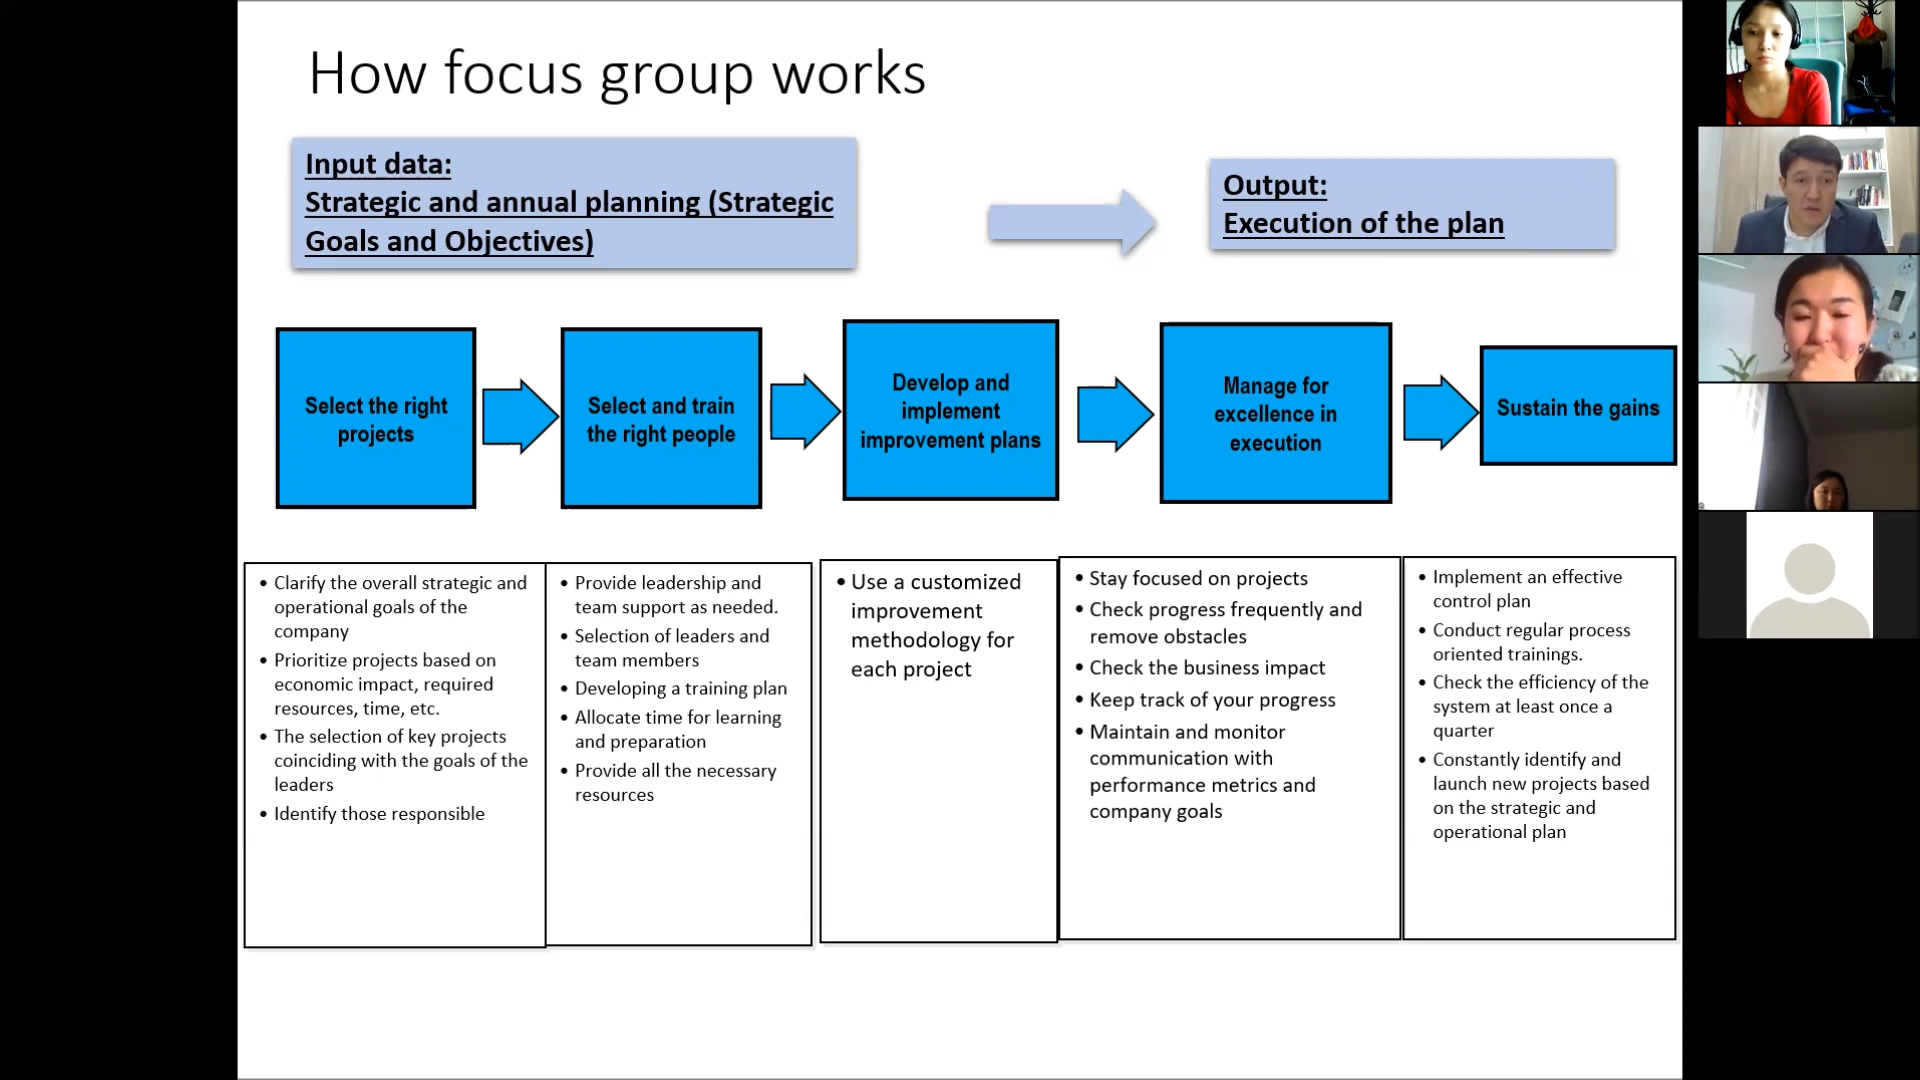 How focus group works
Input data:
Strategic and annual planning (Strategic
Goals and Objectives)
Output:
Execution of the plan
Select the right
projects
Select and train
the right people
Develop and
implement
improvement plans
Manage for
excellence in
execution
Sustain the gains
• Clarify the overall strategic and
operational goals of the
company
• Prioritize projects based on
economic impact, required
resources, time, etc.
• The selection of key projects
coinciding with the goals of the
leaders
• Identify those responsible
• Provide leadership and
team support as needed.
• Selection of leaders and
team members
• Developing a training plan
• Allocate time for learning
and preparation
• Provide all the necessary
resources
• Use a customized
improvement
methodology for
each project
• Stay focused on projects
• Check progress frequently and
remove obstacles
• Check the business impact
• Keep track of your progress
• Maintain and monitor
communication with
performance metrics and
company goals
• Implement an effective
control plan
• Conduct regular process
oriented trainings.
• Check the efficiency of the
system at least once a
quarter
• Constantly identify and
launch new projects based
on the strategic and
operational plan